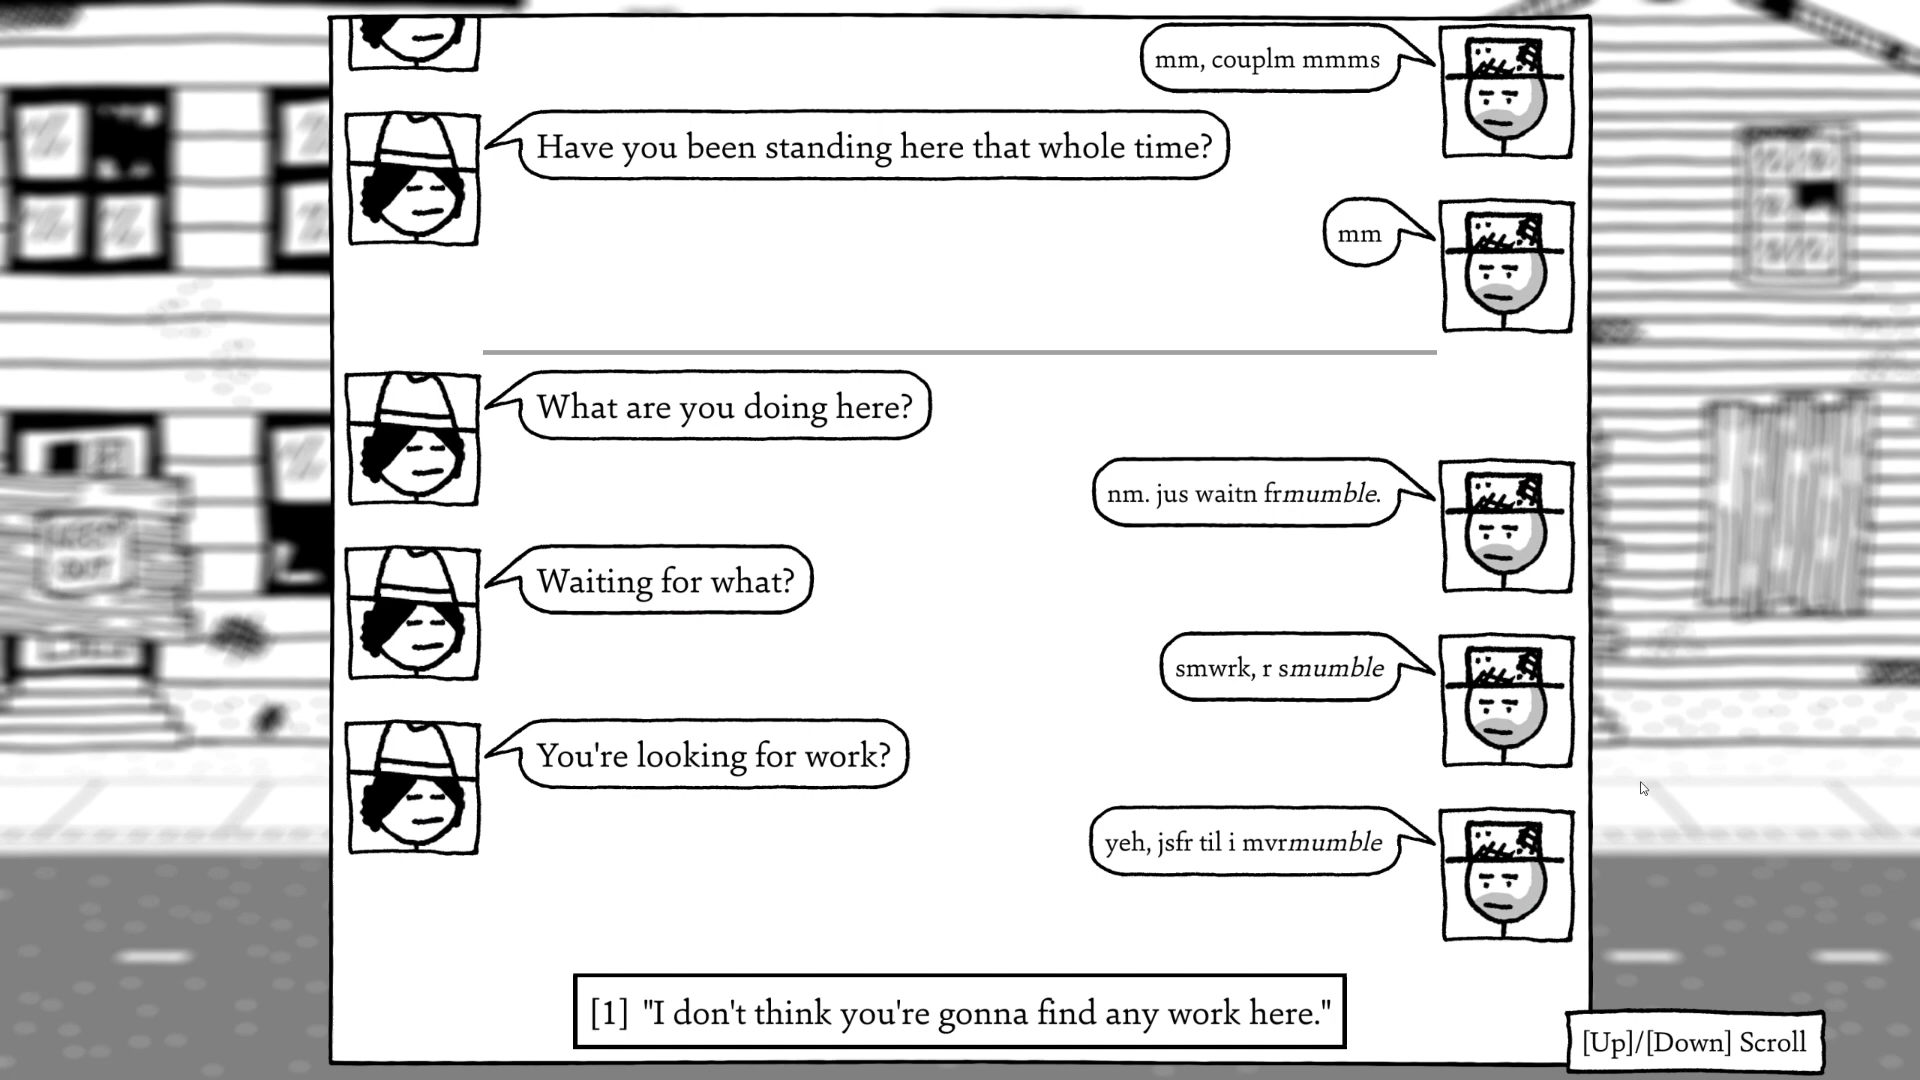 mm, couplm mmms
Have you been standing here that whole time?
mm
What are you doing here?
nm. jus waitn frmumble.
Waiting for what?
smwrk, r smumble
You're looking for work?
yeh, jsfr til i mvrmumble
[1] "I don't think you're gonna find any work here."
[Up]/[Down] Scroll